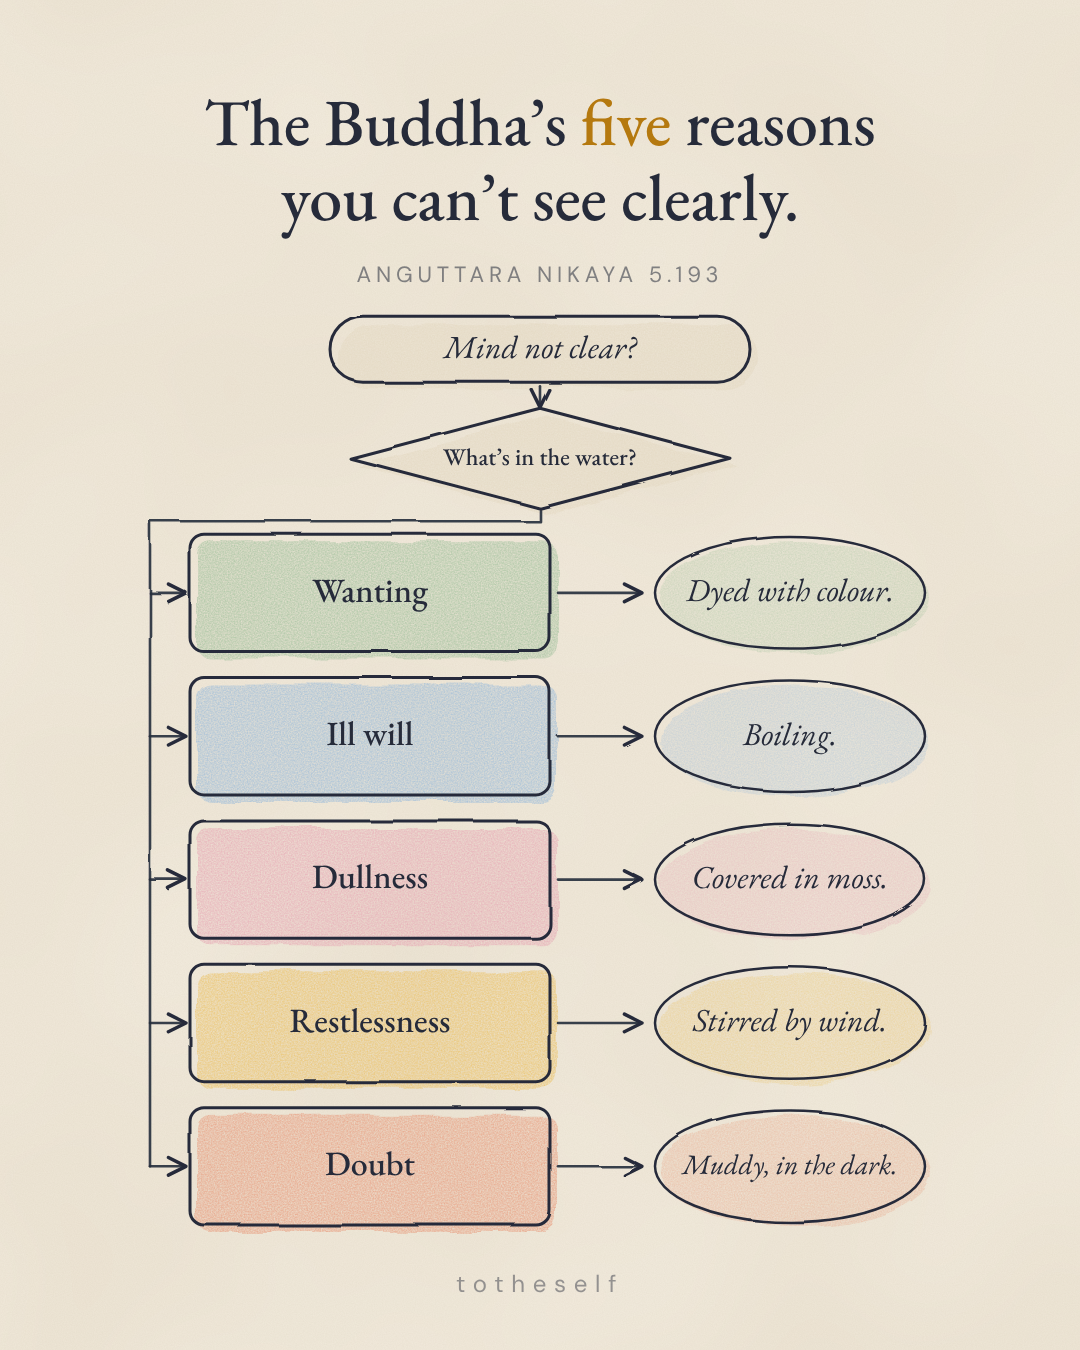 The Buddha’s five reasons
you can’t see clearly.
ANGUTTARA NIKAYA 5.193
Mind not clear?
What’s in the water?
Wanting
Dyed with colour.
Ill will
Boiling.
Dullness
Covered in moss.
Restlessness
Stirred by wind.
Doubt
Muddy, in the dark.
totheself